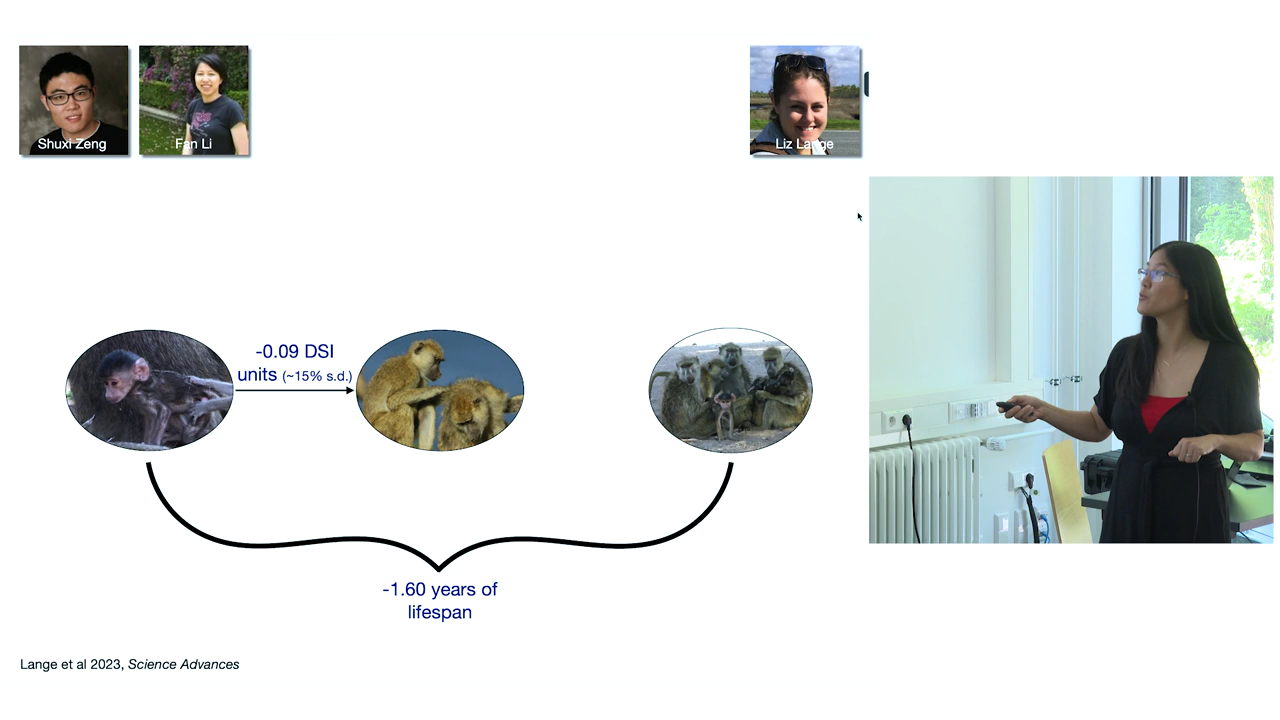 Shuxi Zeng
Fan Li
Liz Lange
-0.09 DSI
units (~15% s.d.)
-1.60 years of
lifespan
Lange et al 2023, Science Advances